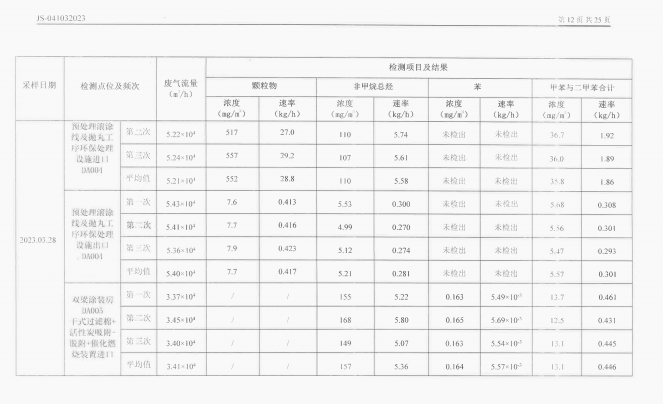 JS-041032023 第 12 页 共 25 页
检测项目及结果
采样日期 检测点位及频次 废气流量 (m³/h) 颗粒物 非甲烷总烃 苯 甲苯与二甲苯合计
浓度 (mg/m³) 速率 (kg/h) 浓度 (mg/m³) 速率 (kg/h) 浓度 (mg/m³) 速率 (kg/h) 浓度 (mg/m³) 速率 (kg/h)
2023.03.28
预处理滚涂
线及抛丸工
序环保处理
设施进口
DA004
第二次 5.22×10⁴ 517 27.0 110 5.74 未检出 未检出 36.7 1.92
第三次 5.24×10⁴ 557 29.2 107 5.61 未检出 未检出 36.0 1.89
平均值 5.21×10⁴ 552 28.8 110 5.58 未检出 未检出 35.8 1.86
预处理滚涂
线及抛丸工
序环保处理
设施出口
DA004
第一次 5.43×10⁴ 7.6 0.413 5.53 0.300 未检出 未检出 5.68 0.308
第二次 5.41×10⁴ 7.7 0.416 4.99 0.270 未检出 未检出 5.56 0.301
第三次 5.36×10⁴ 7.9 0.423 5.12 0.274 未检出 未检出 5.47 0.293
平均值 5.40×10⁴ 7.7 0.417 5.21 0.281 未检出 未检出 5.57 0.301
双梁涂装房
DA005
干式过滤棉+
活性炭吸附-
脱附+催化燃
烧装置进口
第一次 3.37×10⁴ / / 155 5.22 0.163 5.49×10⁻³ 13.7 0.461
第二次 3.45×10⁴ / / 168 5.80 0.165 5.69×10⁻³ 12.5 0.431
第三次 3.40×10⁴ / / 149 5.07 0.163 5.54×10⁻³ 13.1 0.445
平均值 3.41×10⁴ / / 157 5.36 0.164 5.57×10⁻³ 13.1 0.446